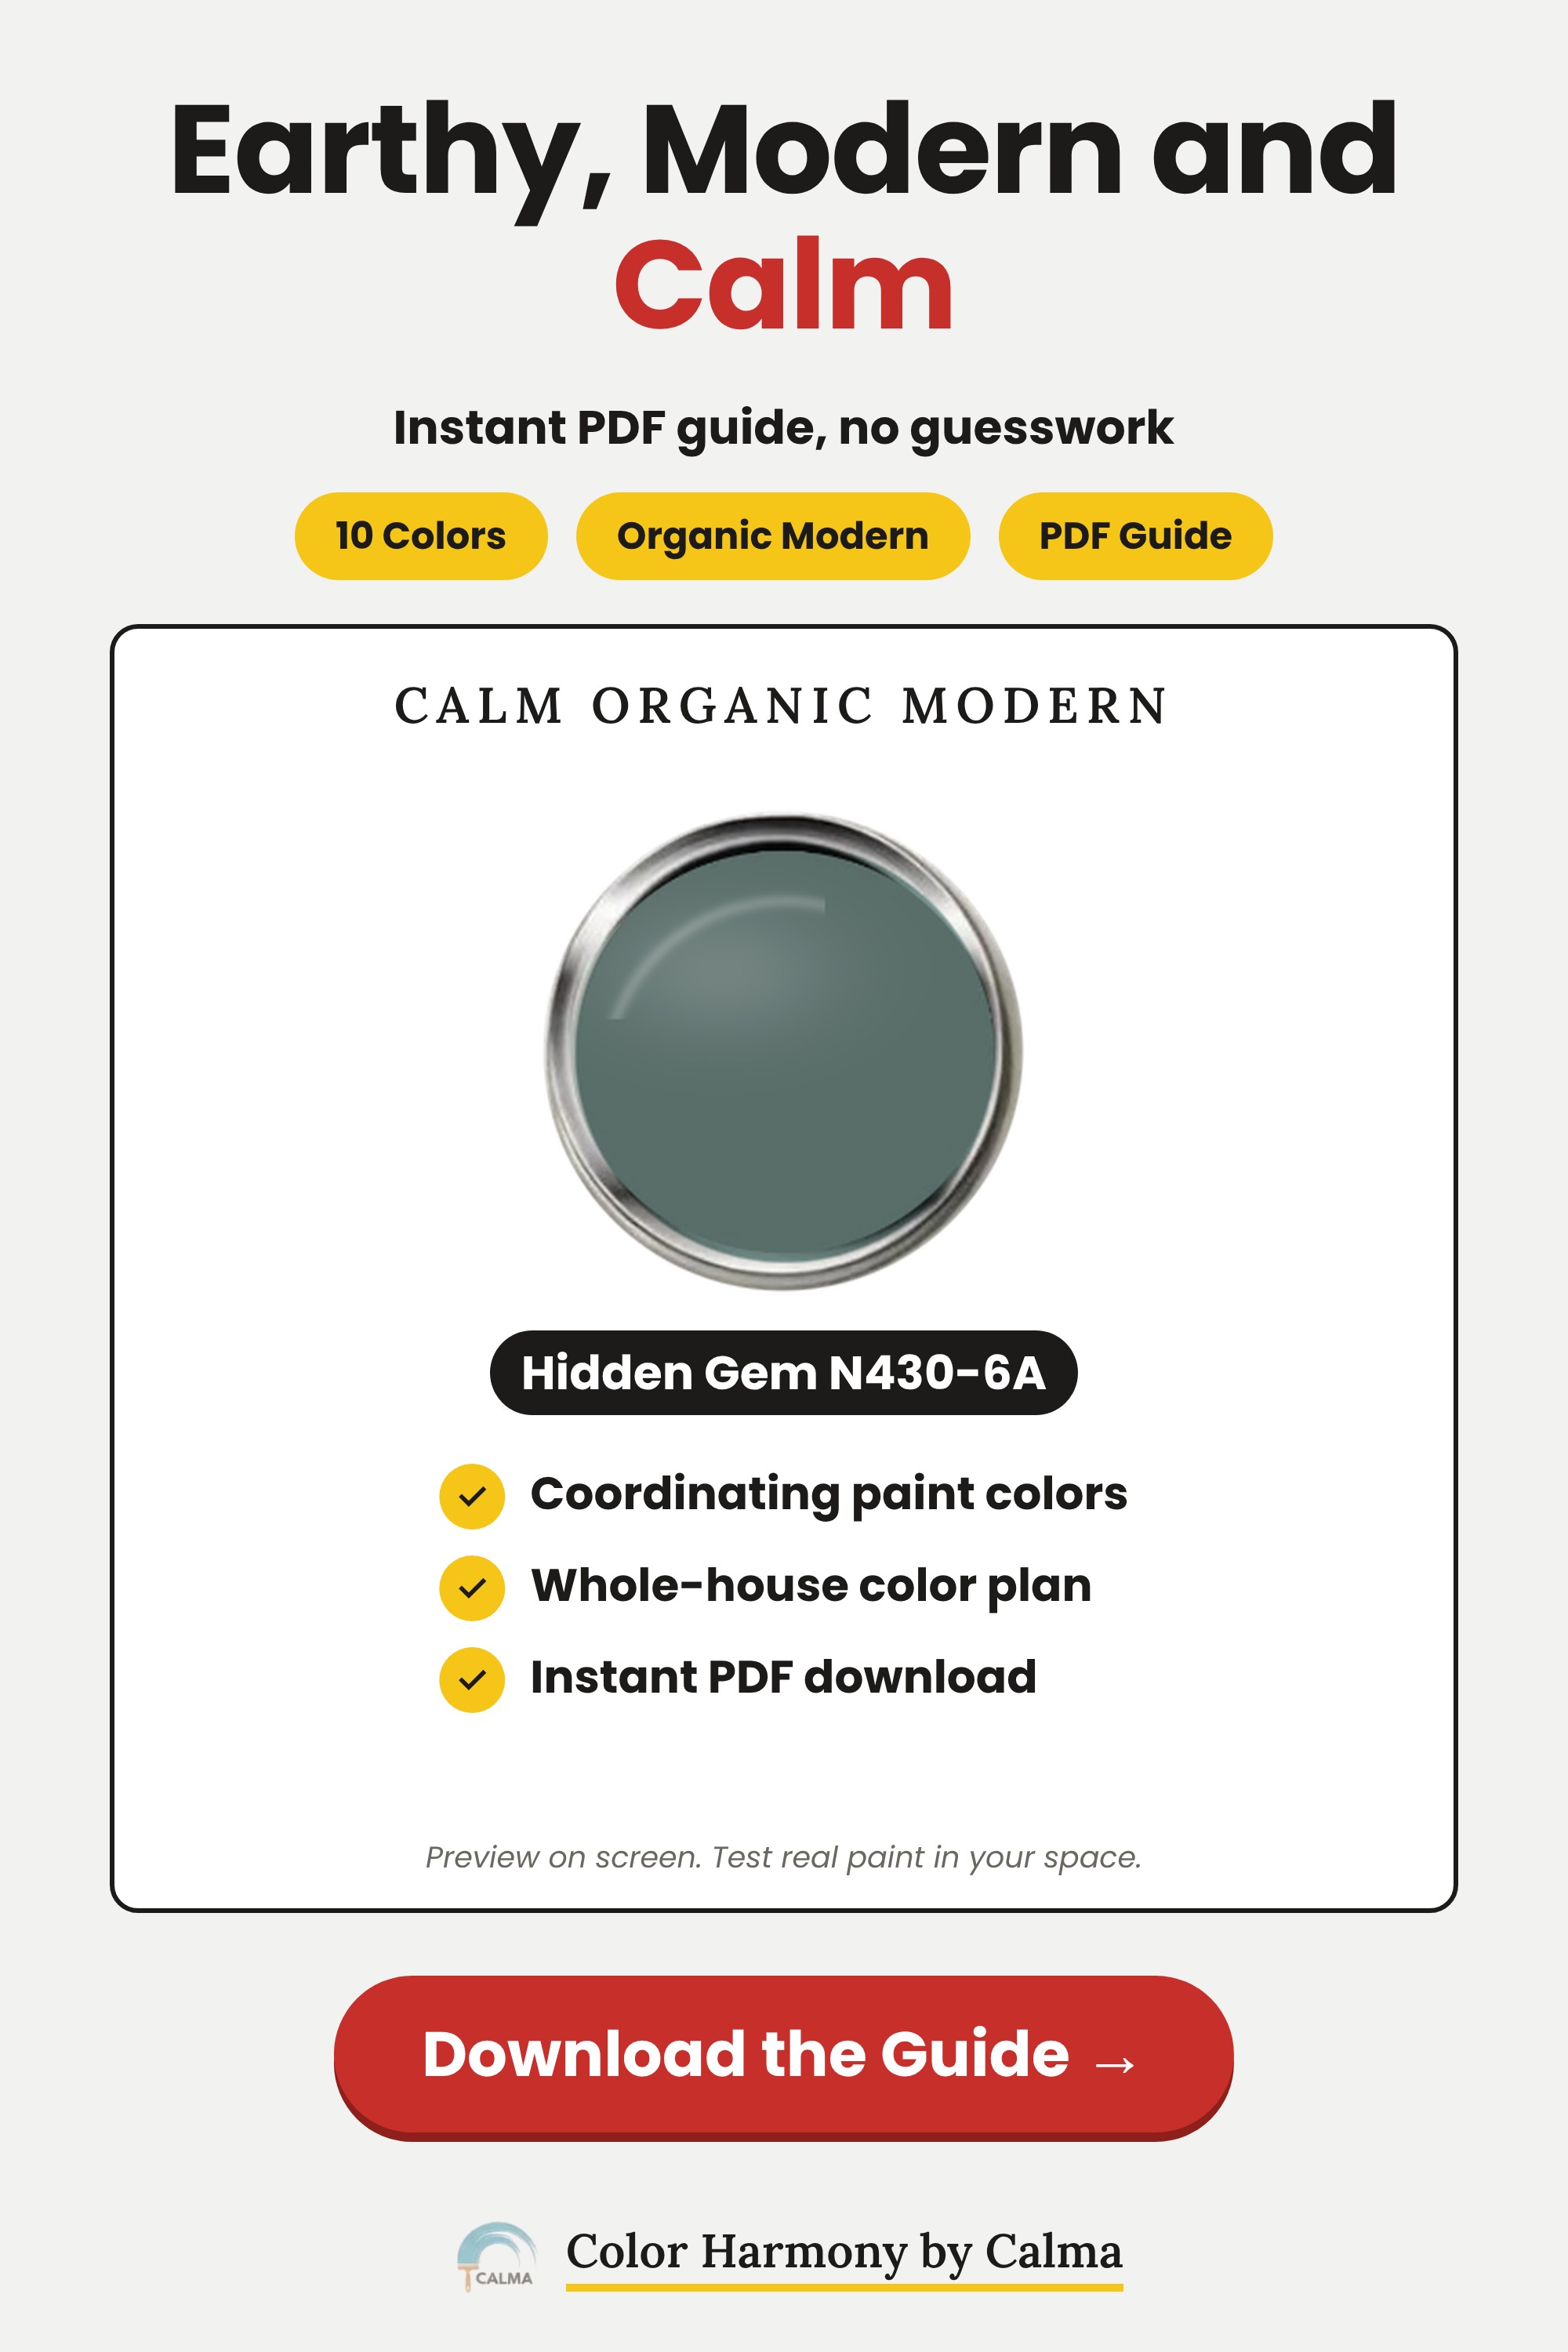 Earthy, Modern and
Calm
Instant PDF guide, no guesswork
10 Colors
Organic Modern
PDF Guide
CALM ORGANIC MODERN
Hidden Gem N430-6A
Coordinating paint colors
Whole-house color plan
Instant PDF download
Preview on screen. Test real paint in your space.
Download the Guide →
CALMA
Color Harmony by Calma